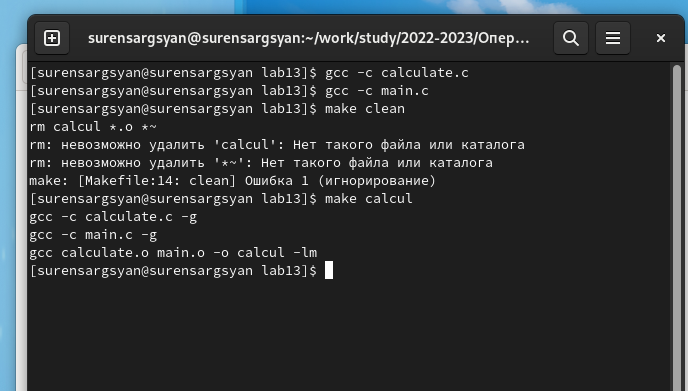 surensargsyan@surensargsyan:~/work/study/2022-2023/Опер...
[surensargsyan@surensargsyan lab13]$ gcc -c calculate.c
[surensargsyan@surensargsyan lab13]$ gcc -c main.c
[surensargsyan@surensargsyan lab13]$ make clean
rm calcul *.o *~
rm: невозможно удалить 'calcul': Нет такого файла или каталога
rm: невозможно удалить '*~': Нет такого файла или каталога
make: [Makefile:14: clean] Ошибка 1 (игнорирование)
[surensargsyan@surensargsyan lab13]$ make calcul
gcc -c calculate.c -g
gcc -c main.c -g
gcc calculate.o main.o -o calcul -lm
[surensargsyan@surensargsyan lab13]$